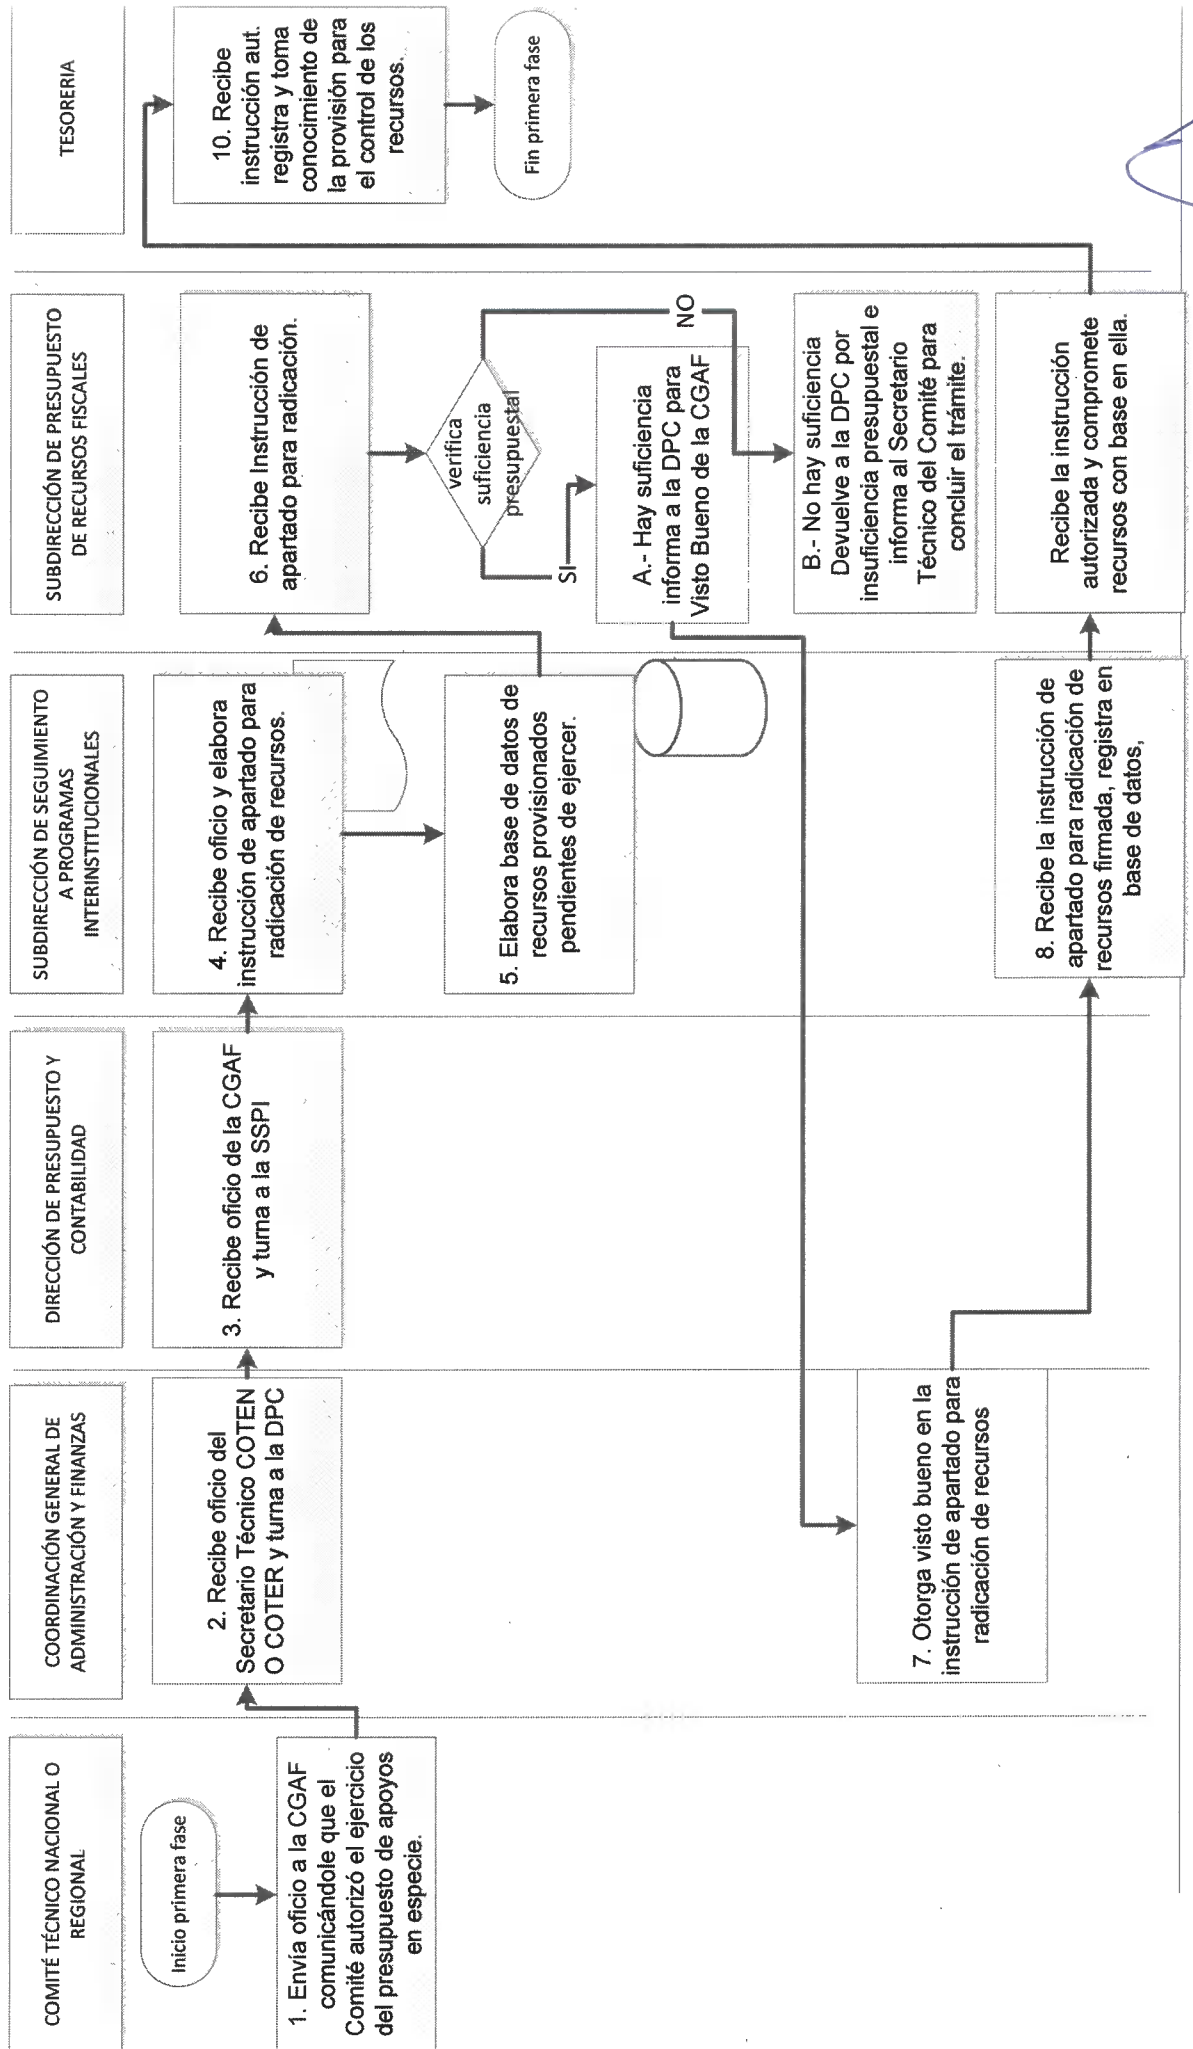 COMITÉ TÉCNICO NACIONAL O
REGIONAL
COORDINACIÓN GENERAL DE
ADMINISTRACIÓN Y FINANZAS
DIRECCIÓN DE PRESUPUESTO Y
CONTABILIDAD
SUBDIRECCIÓN DE SEGUIMIENTO
A PROGRAMAS
INTERINSTITUCIONALES
SUBDIRECCIÓN DE PRESUPUESTO
DE RECURSOS FISCALES
TESORERIA
Inicio primera fase
1. Envía oficio a la CGAF
comunicándole que el
Comité autorizó el ejercicio
del presupuesto de apoyos
en especie.
2. Recibe oficio del
Secretario Técnico COTEN
O COTER y turna a la DPC
3. Recibe oficio de la CGAF
y turna a la SSPI
4. Recibe oficio y elabora
instrucción de apartado para
radicación de recursos.
5. Elabora base de datos de
recursos provisionados
pendientes de ejercer.
6. Recibe Instrucción de
apartado para radicación.
verifica
suficiencia
presupuestal
SI
NO
A.- Hay suficiencia
informa a la DPC para
Visto Bueno de la CGAF
B.- No hay suficiencia
Devuelve a la DPC por
insuficiencia presupuestal e
informa al Secretario
Técnico del Comité para
concluir el trámite.
7. Otorga visto bueno en la
instrucción de apartado para
radicación de recursos
8. Recibe la instrucción de
apartado para radicación de
recursos firmada, registra en
base de datos,
Recibe la instrucción
autorizada y compromete
recursos con base en ella.
10. Recibe
instrucción aut.
registra y toma
conocimiento de
la provisión para
el control de los
recursos.
Fin primera fase